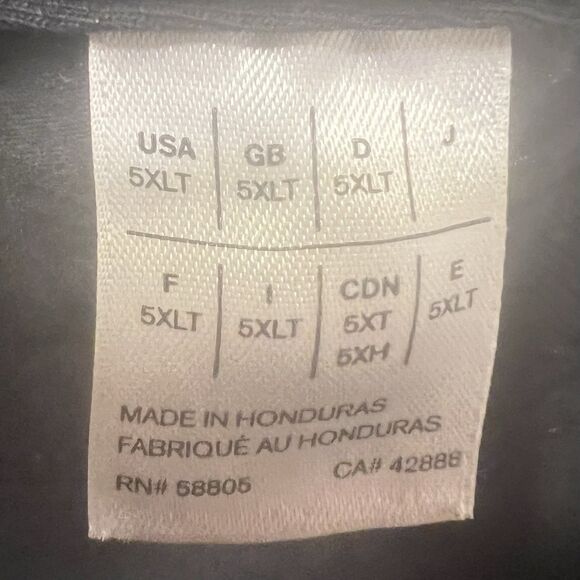 USA GB D J
5XLT 5XLT 5XLT
F I CDN E
5XLT 5XLT 5XT 5XLT
5XH
MADE IN HONDURAS
FABRIQUÉ AU HONDURAS
RN# 58805 CA# 42888